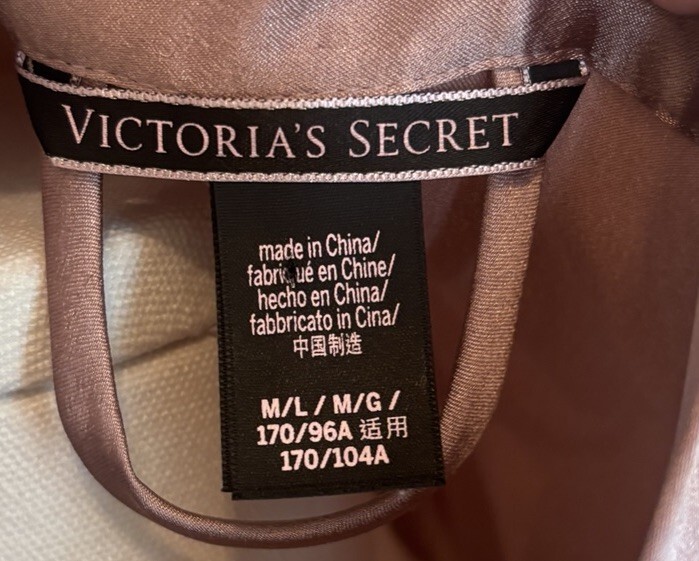 VICTORIA'S SECRET
made in China/
fabriqué en Chine/
hecho en China/
fabbricato in Cina/
中国制造
M/L / M/G /
170/96A 适用
170/104A